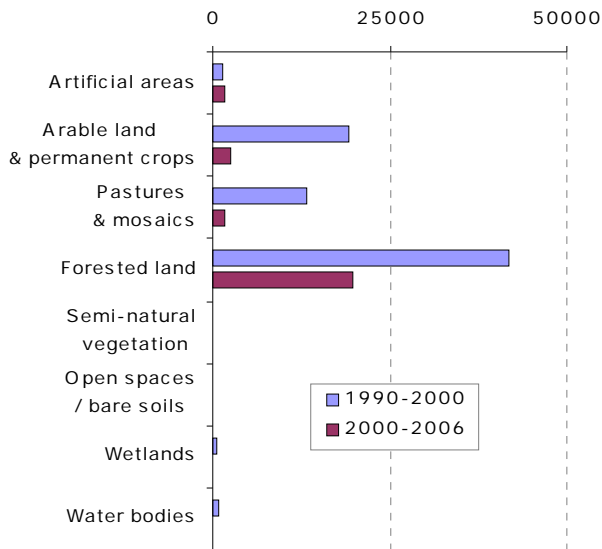 0 25000 50000
Artificial areas
Arable land
& permanent crops
Pastures
& mosaics
Forested land
Semi-natural
vegetation
Open spaces
/ bare soils
Wetlands
Water bodies
1990-2000
2000-2006